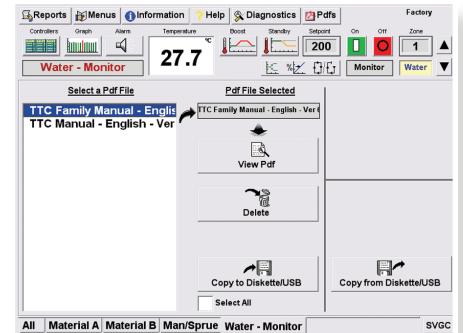 Reports Menus Information Help Diagnostics Pdfs Factory
Controllers Graph Alarm Temperature Boost Standby Setpoint On Off Zone
27.7 °C 200 1
Water - Monitor % Monitor Water
Select a Pdf File Pdf File Selected
TTC Family Manual - Englis TTC Family Manual - English - Ver
TTC Manual - English - Ver
View Pdf
Delete
Copy to Diskette/USB Copy from Diskette/USB
Select All
All Material A Material B Man/Sprue Water - Monitor SVGC